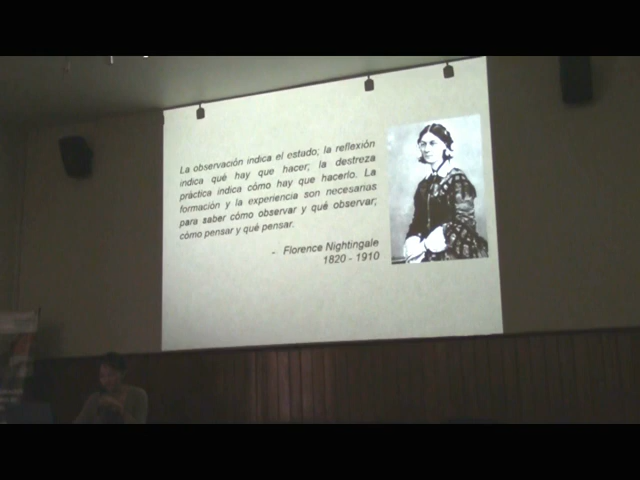 La observación indica el estado; la reflexión
indica qué hay que hacer; la destreza
práctica indica cómo hay que hacerlo. La
formación y la experiencia son necesarias
para saber cómo observar y qué observar;
cómo pensar y qué pensar.
- Florence Nightingale
1820 - 1910